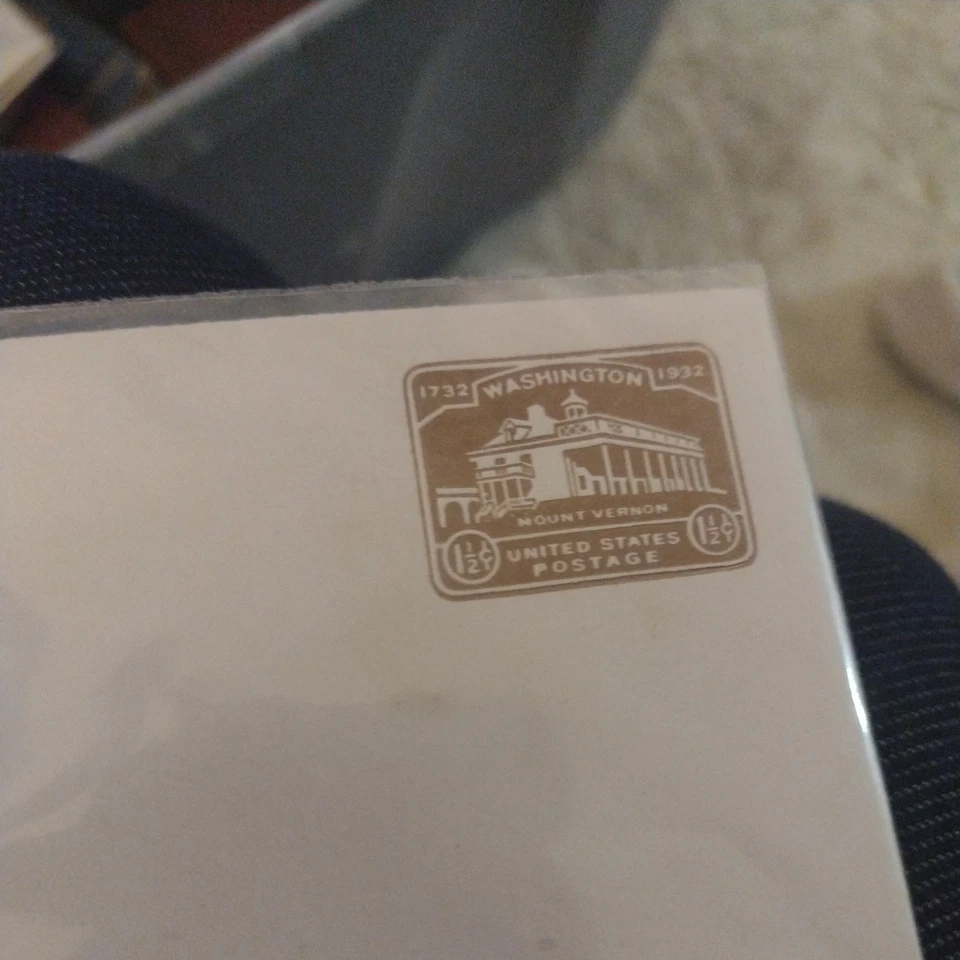 1732 WASHINGTON 1932
MOUNT VERNON
1½¢ UNITED STATES 1½¢
POSTAGE